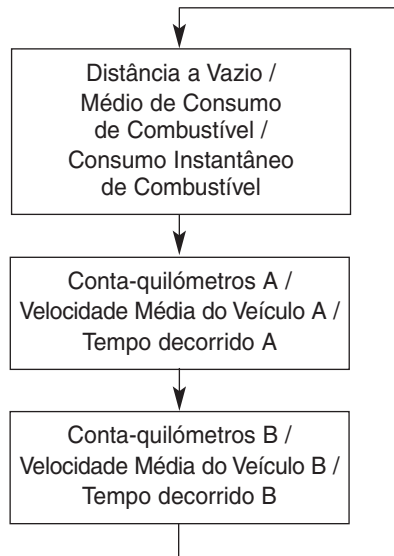 Distância a Vazio /
Médio de Consumo
de Combustível /
Consumo Instantâneo
de Combustível
Conta-quilómetros A /
Velocidade Média do Veículo A /
Tempo decorrido A
Conta-quilómetros B /
Velocidade Média do Veículo B /
Tempo decorrido B